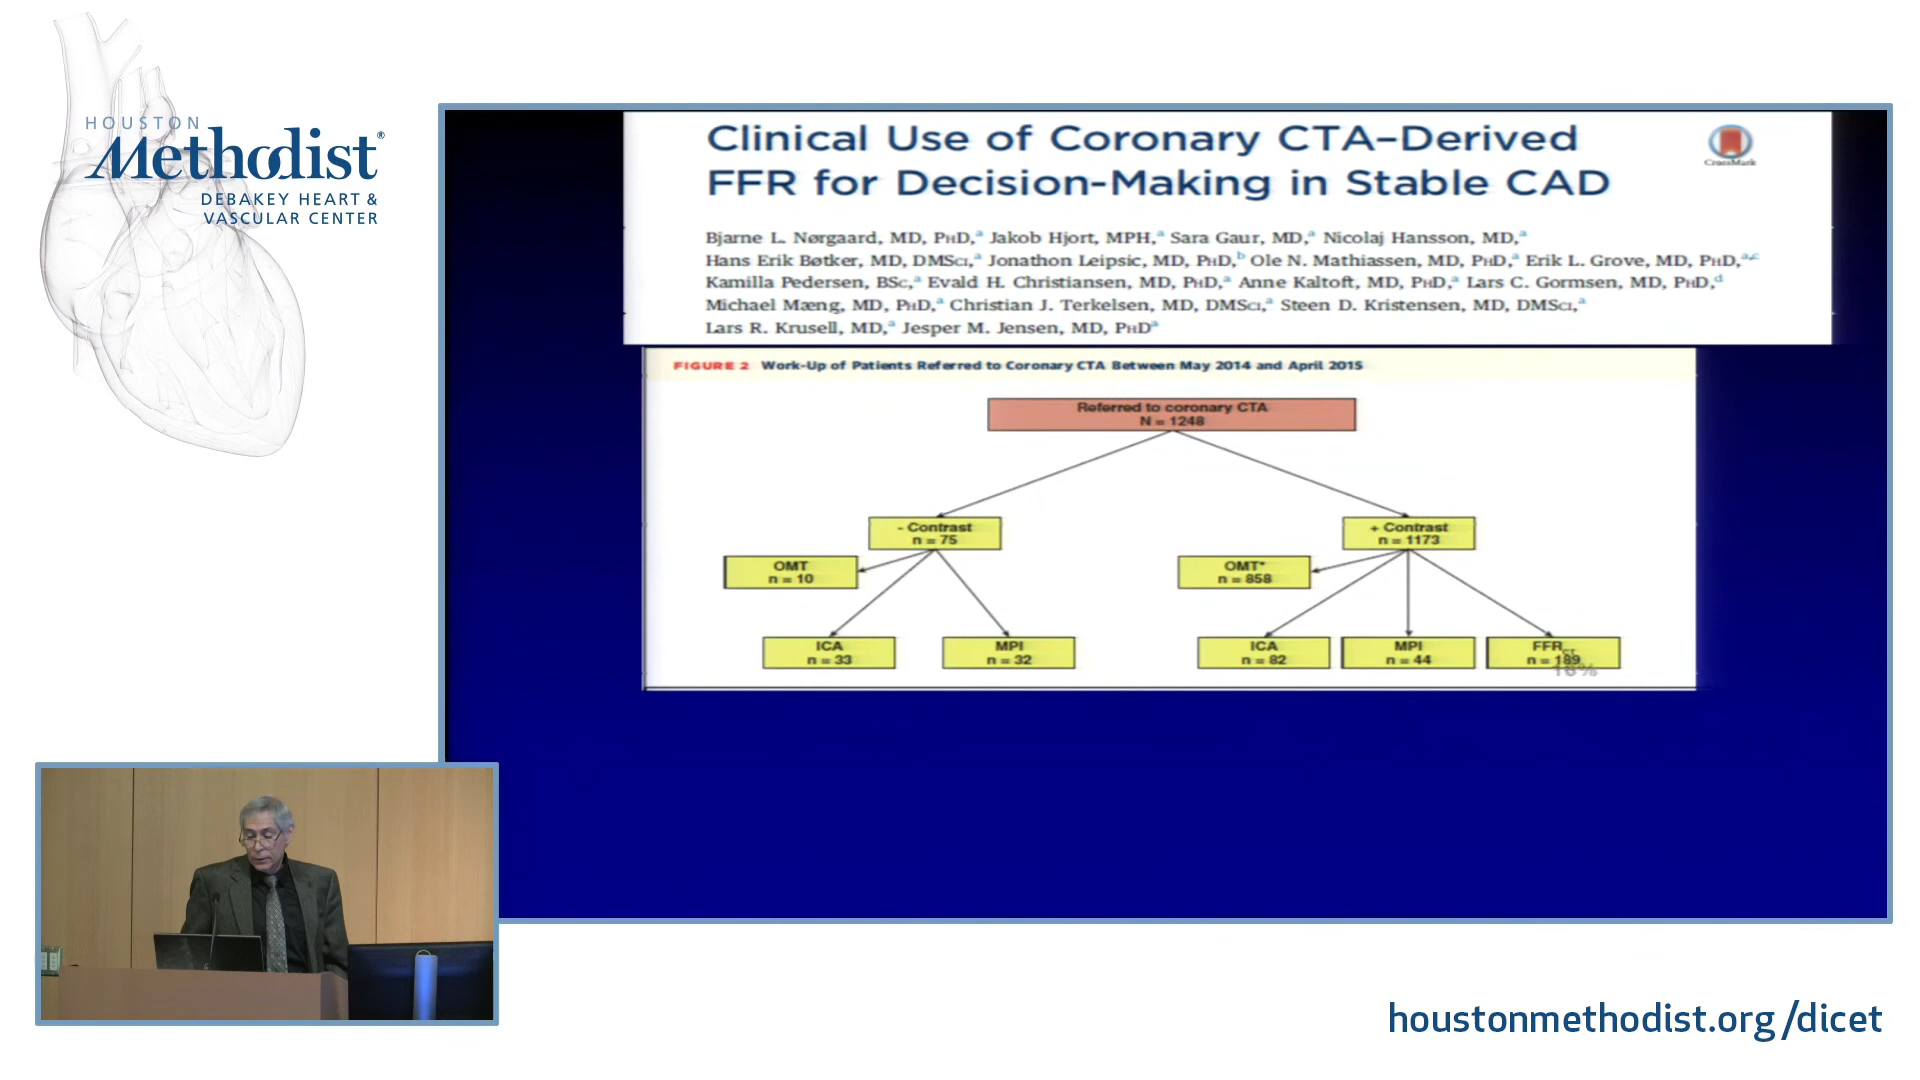 HOUSTON
Methodist®
DEBAKEY HEART &
VASCULAR CENTER
Clinical Use of Coronary CTA–Derived
FFR for Decision-Making in Stable CAD
CrossMark
Bjarne L. Nørgaard, MD, PhD,a Jakob Hjort, MPH,a Sara Gaur, MD,a Nicolaj Hansson, MD,a
Hans Erik Bøtker, MD, DMSci,a Jonathon Leipsic, MD, PhD,b Ole N. Mathiassen, MD, PhD,a Erik L. Grove, MD, PhD,a,c
Kamilla Pedersen, BSc,a Evald H. Christiansen, MD, PhD,a Anne Kaltoft, MD, PhD,a Lars C. Gormsen, MD, PhD,d
Michael Mæng, MD, PhD,a Christian J. Terkelsen, MD, DMSci,a Steen D. Kristensen, MD, DMSci,a
Lars R. Krusell, MD,a Jesper M. Jensen, MD, PhDa
FIGURE 2 Work-Up of Patients Referred to Coronary CTA Between May 2014 and April 2015
Referred to coronary CTA
N = 1248
- Contrast
n = 75
+ Contrast
n = 1173
OMT
n = 10
OMT*
n = 858
ICA
n = 33
MPI
n = 32
ICA
n = 82
MPI
n = 44
FFRCT
n = 189
16%
houstonmethodist.org/dicet